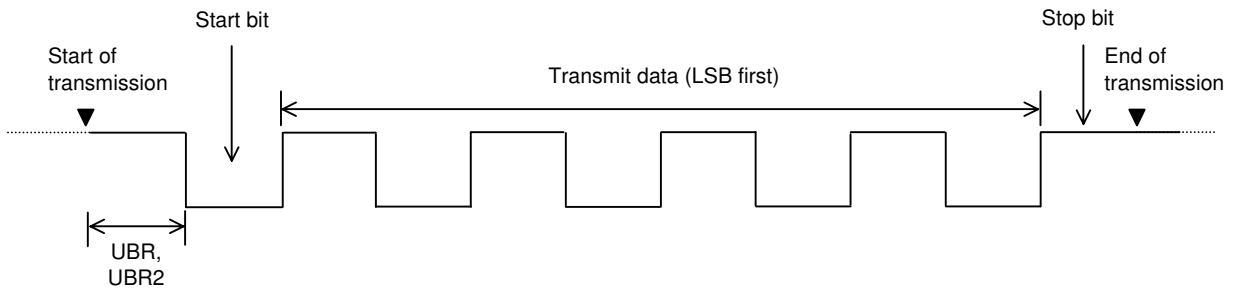 Start bit
Stop bit
Start of
transmission
End of
transmission
Transmit data (LSB first)
UBR,
UBR2